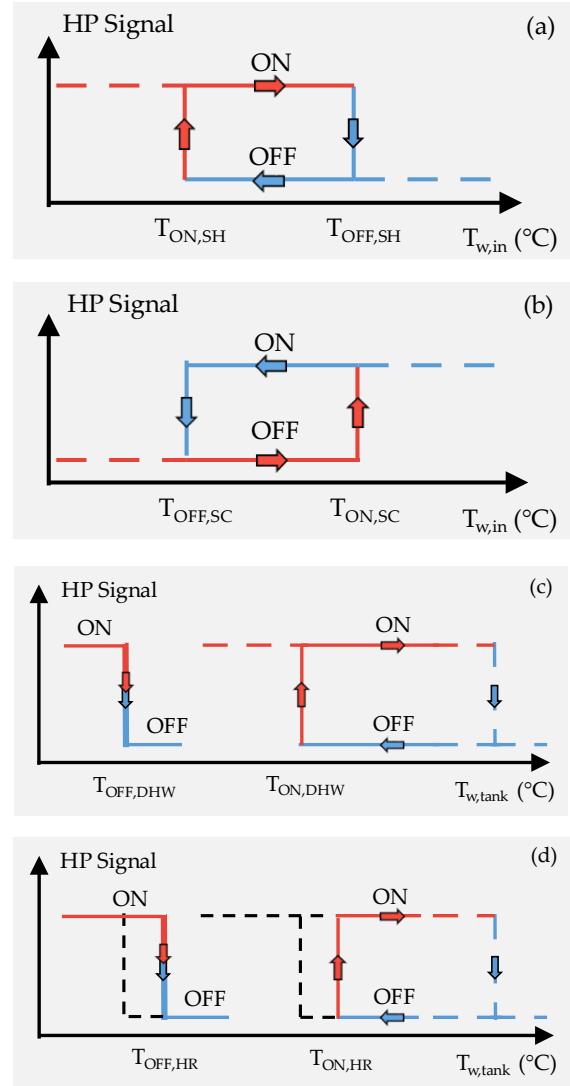 HP Signal
(a)
ON
OFF
T_ON,SH
T_OFF,SH
T_w,in (°C)
HP Signal
(b)
ON
OFF
T_OFF,SC
T_ON,SC
T_w,in (°C)
HP Signal
(c)
ON
ON
OFF
OFF
T_OFF,DHW
T_ON,DHW
T_w,tank (°C)
HP Signal
(d)
ON
ON
OFF
OFF
T_OFF,HR
T_ON,HR
T_w,tank (°C)